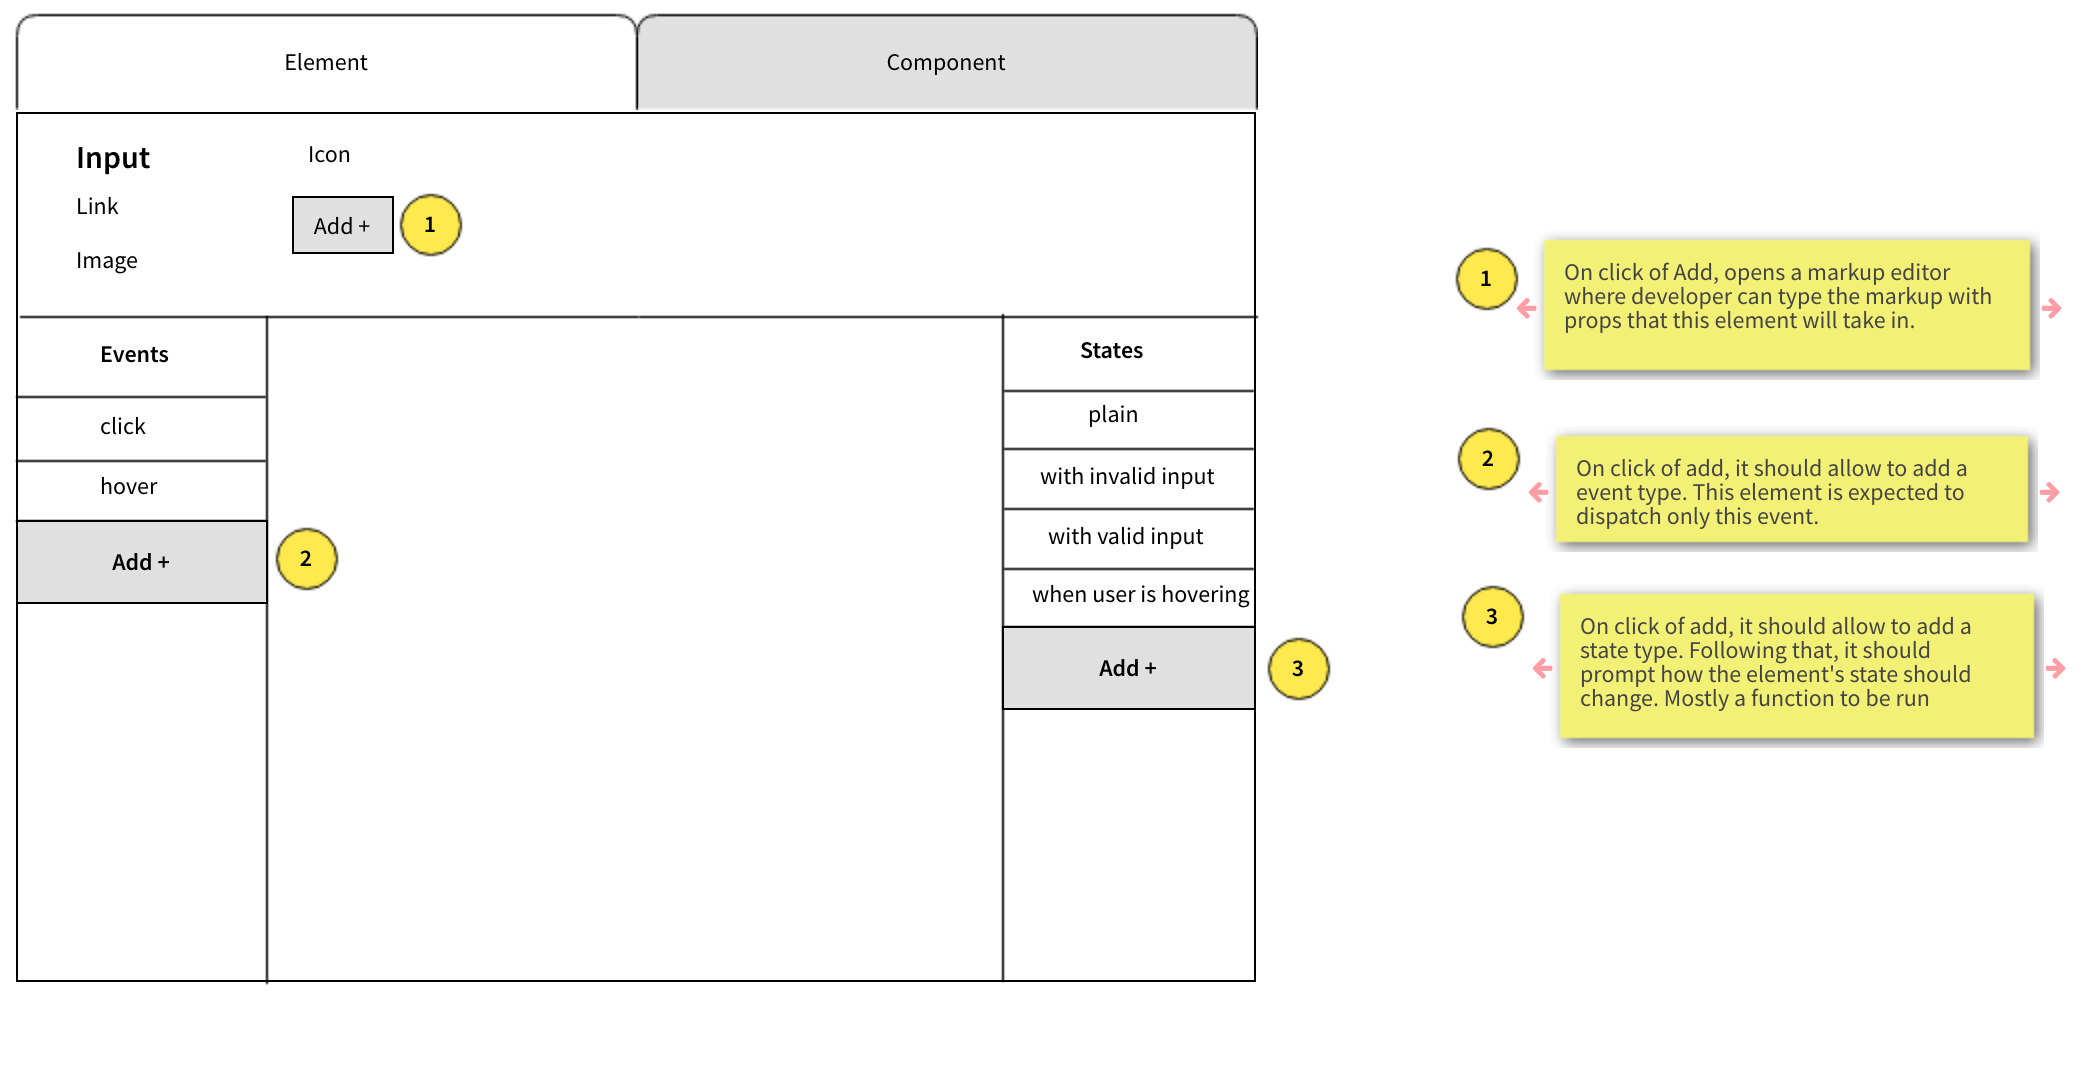 Element
Component
Input
Icon
Link
Add +
1
Image
Events
click
hover
Add +
2
States
plain
with invalid input
with valid input
when user is hovering
Add +
3
1
On click of Add, opens a markup editor
where developer can type the markup with
props that this element will take in.
2
On click of add, it should allow to add a
event type. This element is expected to
dispatch only this event.
3
On click of add, it should allow to add a
state type. Following that, it should
prompt how the element's state should
change. Mostly a function to be run